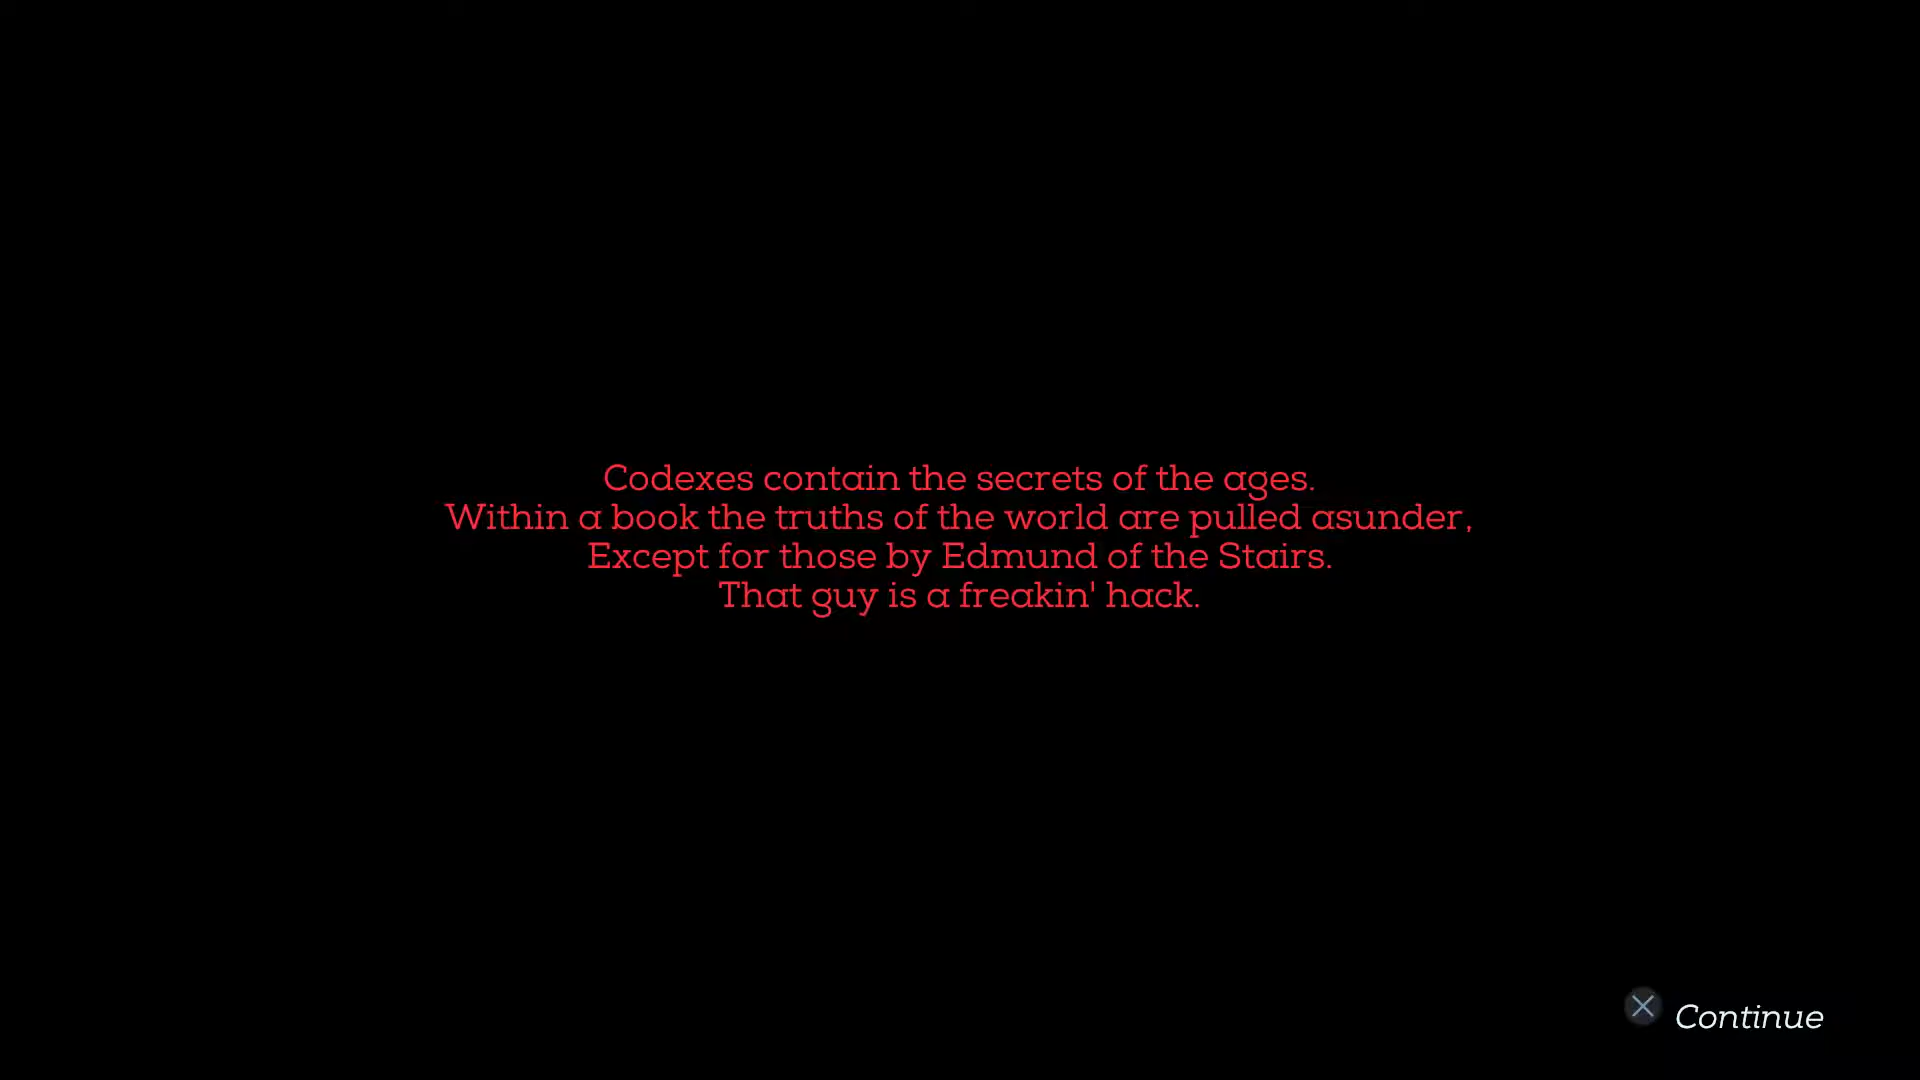 Codexes contain the secrets of the ages.
Within a book the truths of the world are pulled asunder,
Except for those by Edmund of the Stairs.
That guy is a freakin' hack.
Continue